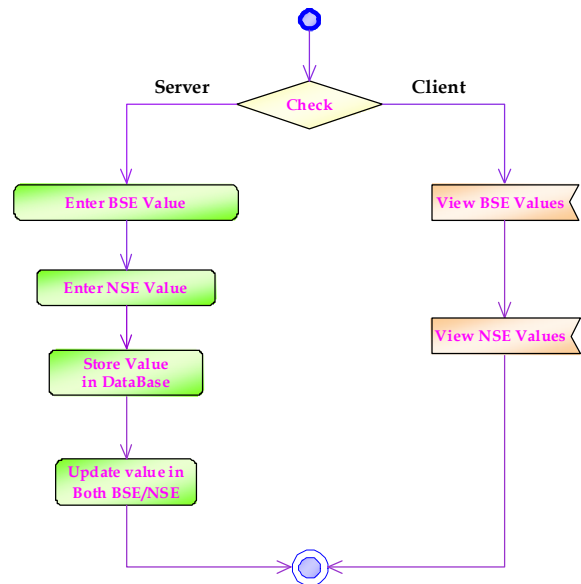 Server
Client
Check
Enter BSE Value
View BSE Values
Enter NSE Value
View NSE Values
Store Value
in DataBase
Update value in
Both BSE/NSE